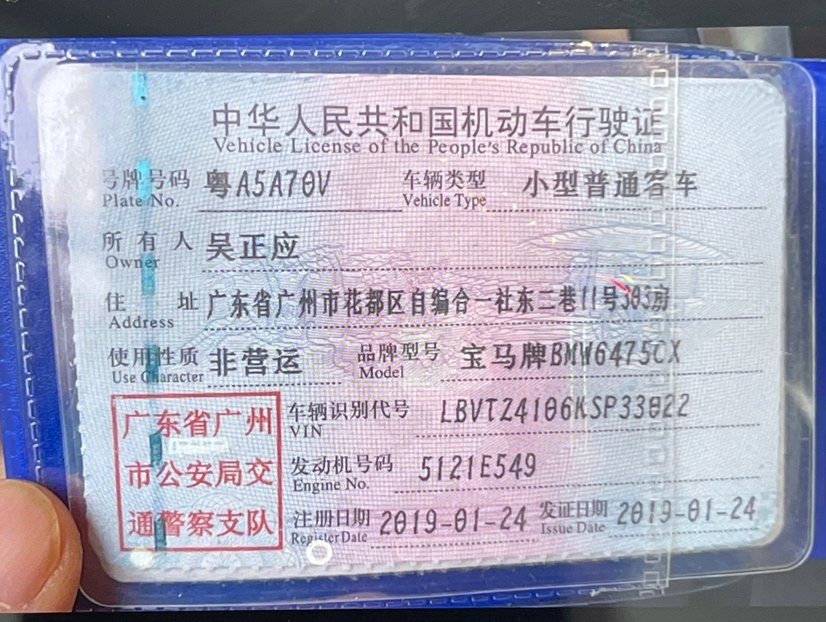 中华人民共和国机动车行驶证
Vehicle License of the People's Republic of China
号牌号码 粤A5A70V 车辆类型 小型普通客车
Plate No. Vehicle Type
所有人 吴正应
Owner
住址 广东省广州市花都区自编合一社东二巷11号303房
Address
使用性质 非营运 品牌型号 宝马牌BMW6475CX
Use Character Model
广东省广州 车辆识别代号 LBVTZ4106KSP33022
VIN
市公安局交 发动机号码 5121E549
Engine No.
通警察支队 注册日期 2019-01-24 发证日期 2019-01-24
Register Date Issue Date